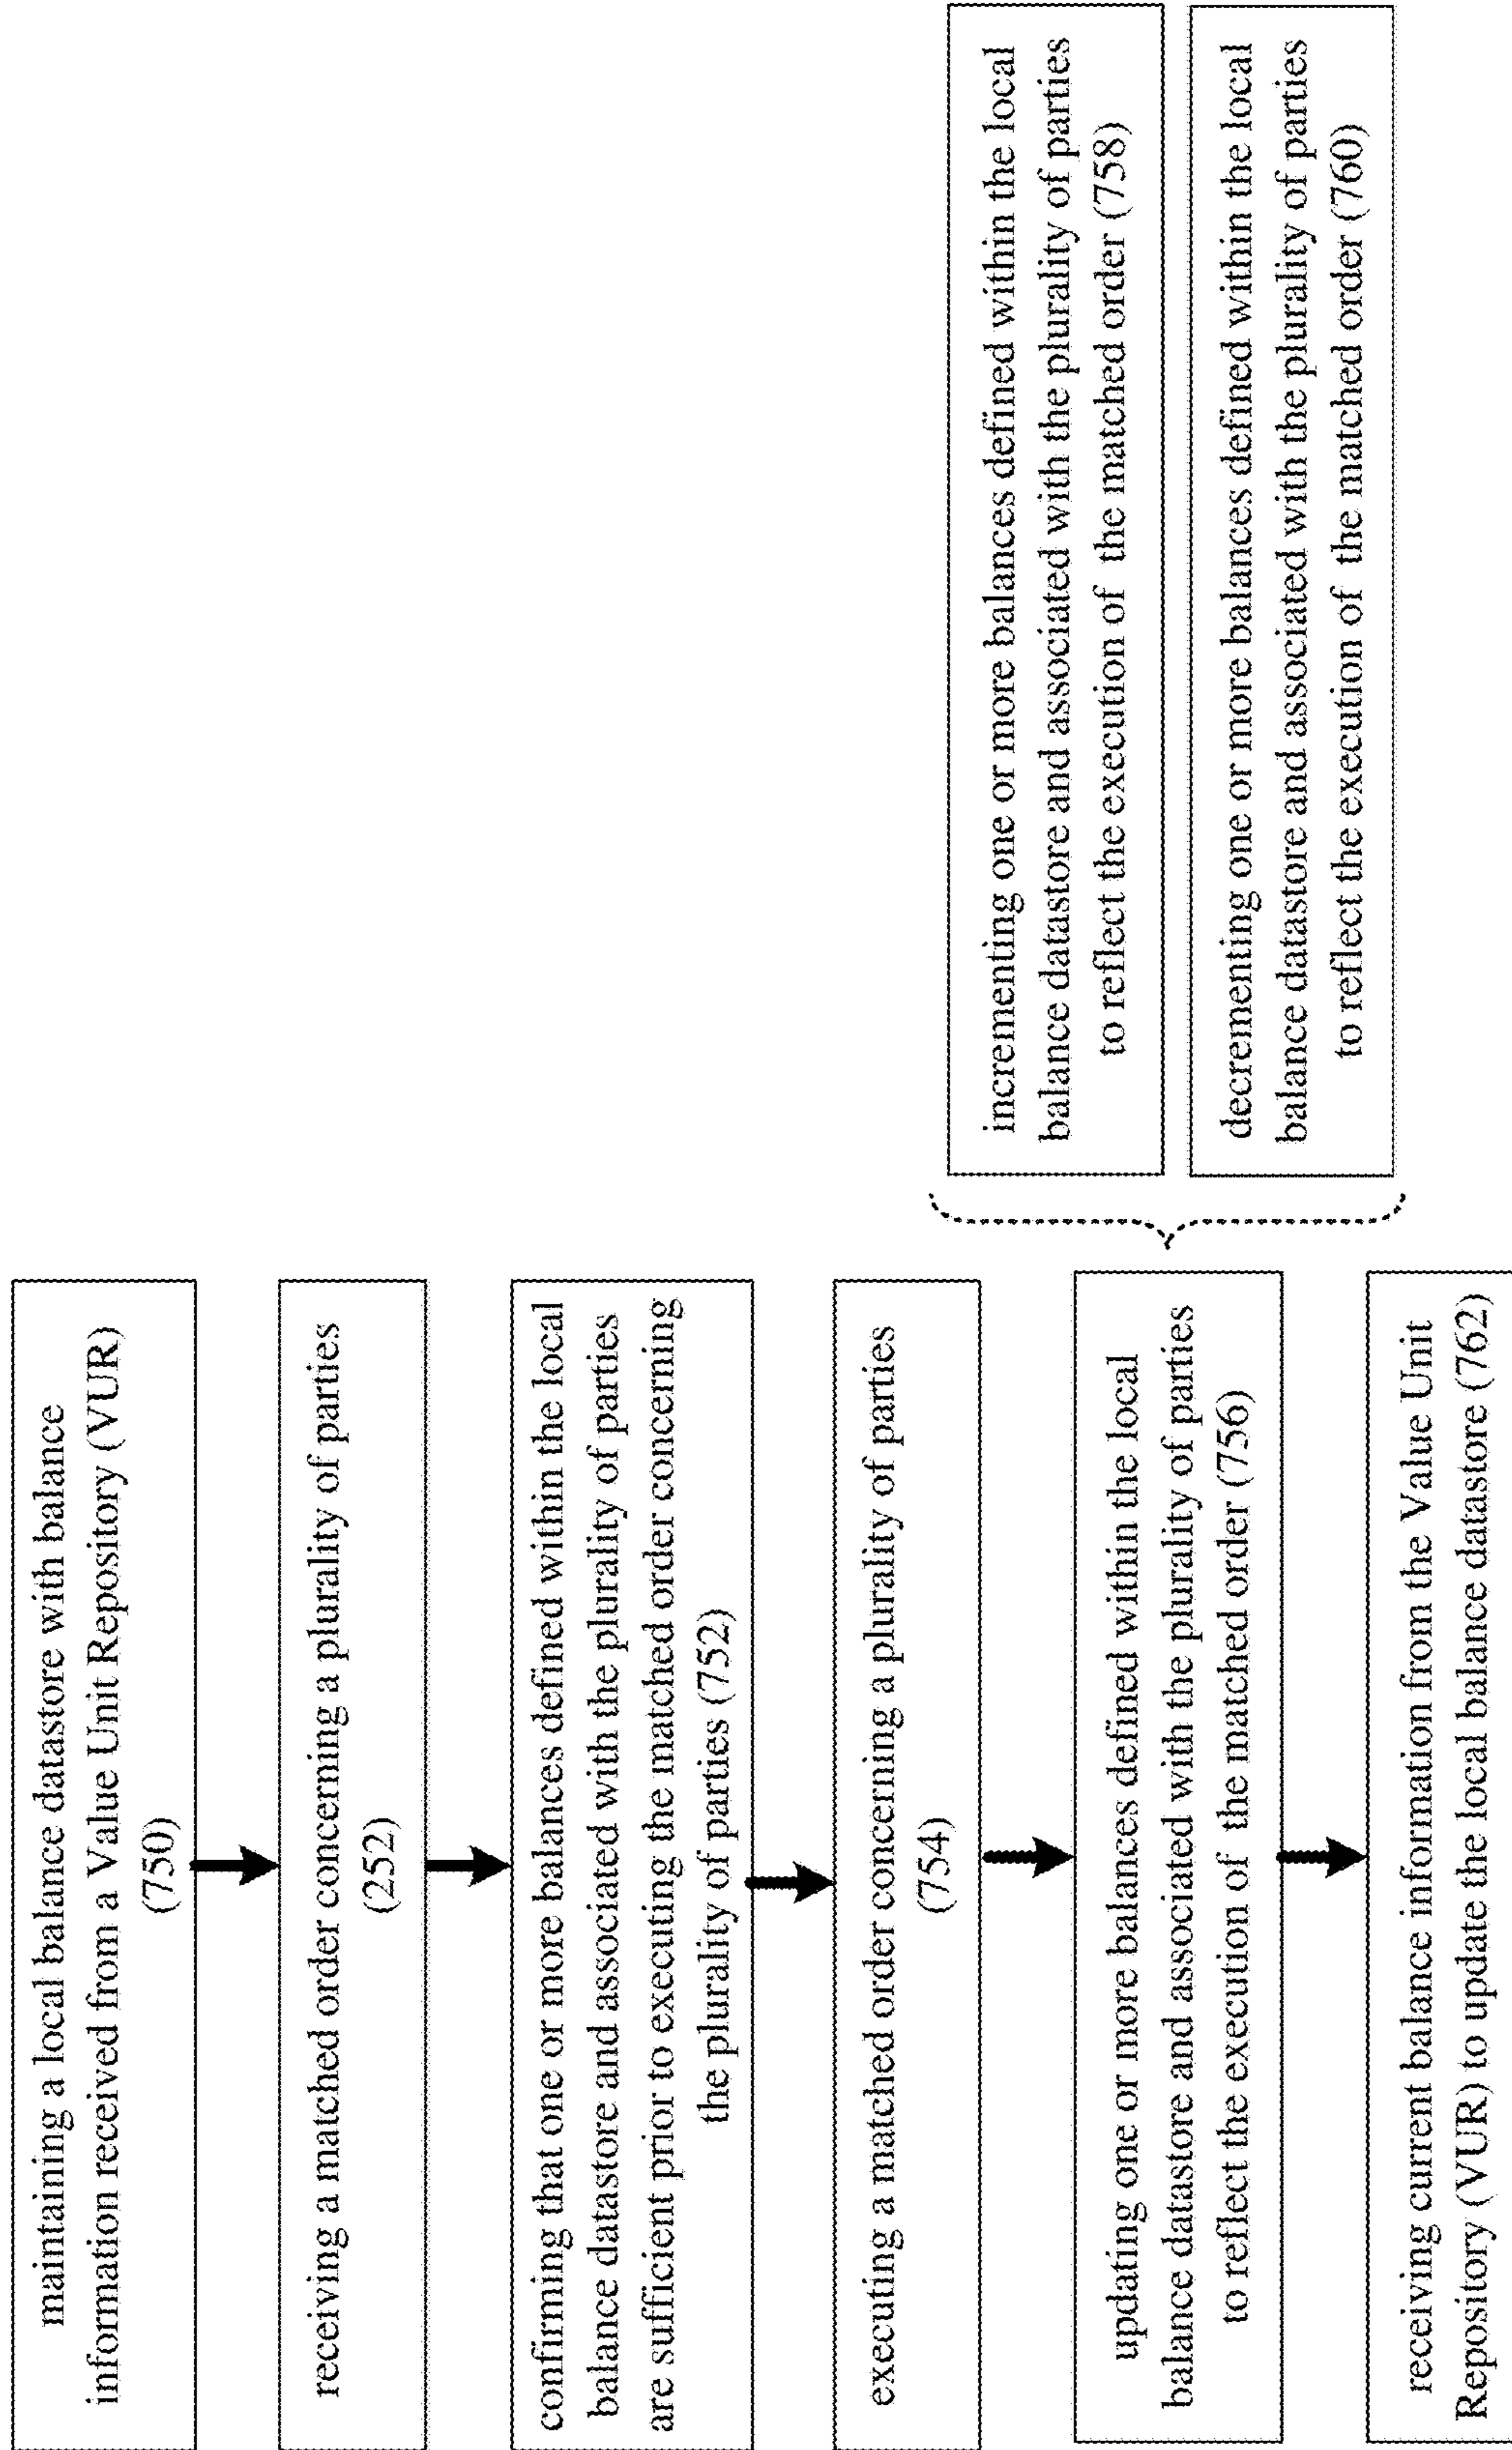 maintaining a local balance datastore with balance
information received from a Value Unit Repository (VUR)
(750)
receiving a matched order concerning a plurality of parties
(252)
confirming that one or more balances defined within the local
balance datastore and associated with the plurality of parties
are sufficient prior to executing the matched order concerning
the plurality of parties (752)
executing a matched order concerning a plurality of parties
(754)
updating one or more balances defined within the local
balance datastore and associated with the plurality of parties
to reflect the execution of the matched order (756)
incrementing one or more balances defined within the local
balance datastore and associated with the plurality of parties
to reflect the execution of the matched order (758)
decrementing one or more balances defined within the local
balance datastore and associated with the plurality of parties
to reflect the execution of the matched order (760)
receiving current balance information from the Value Unit
Repository (VUR) to update the local balance datastore (762)